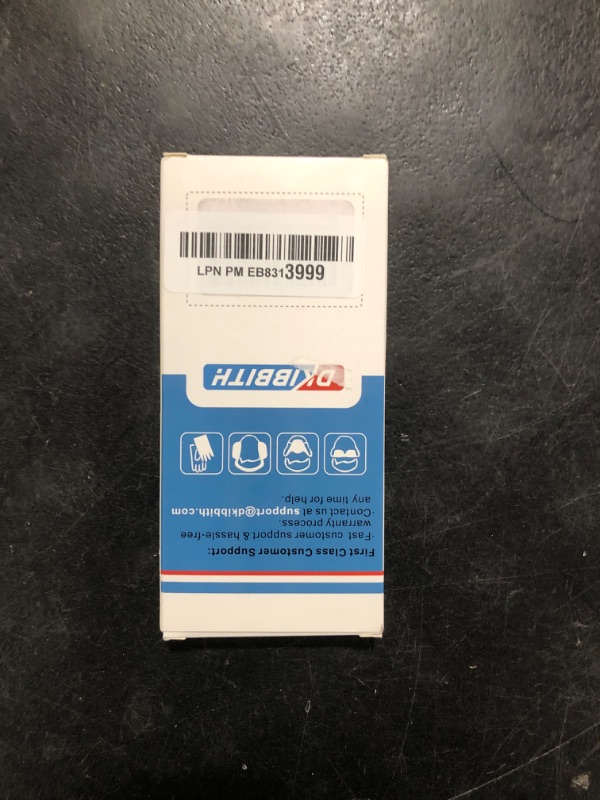 LPN PM EB8313999
DKIBBITH
First Class Customer Support:
·Fast customer support & hassle-free
warranty process.
·Contact us at support@dkibbith.com
any time for help.